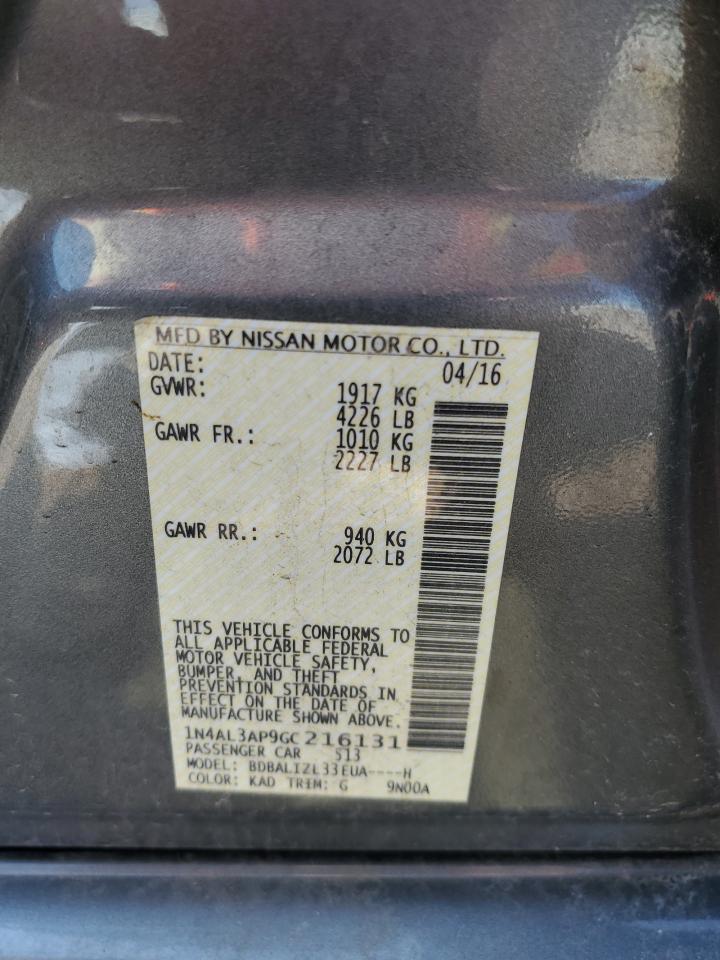 MFD BY NISSAN MOTOR CO., LTD.
DATE: 04/16
GVWR: 1917 KG
4226 LB
GAWR FR.: 1010 KG
2227 LB
GAWR RR.: 940 KG
2072 LB
THIS VEHICLE CONFORMS TO
ALL APPLICABLE FEDERAL
MOTOR VEHICLE SAFETY,
BUMPER, AND THEFT
PREVENTION STANDARDS IN
EFFECT ON THE DATE OF
MANUFACTURE SHOWN ABOVE.
1N4AL3AP9GC216131
PASSENGER CAR S13
MODEL: BDBALIZL33EUA----H
COLOR: KAD TRIM: G 9N00A